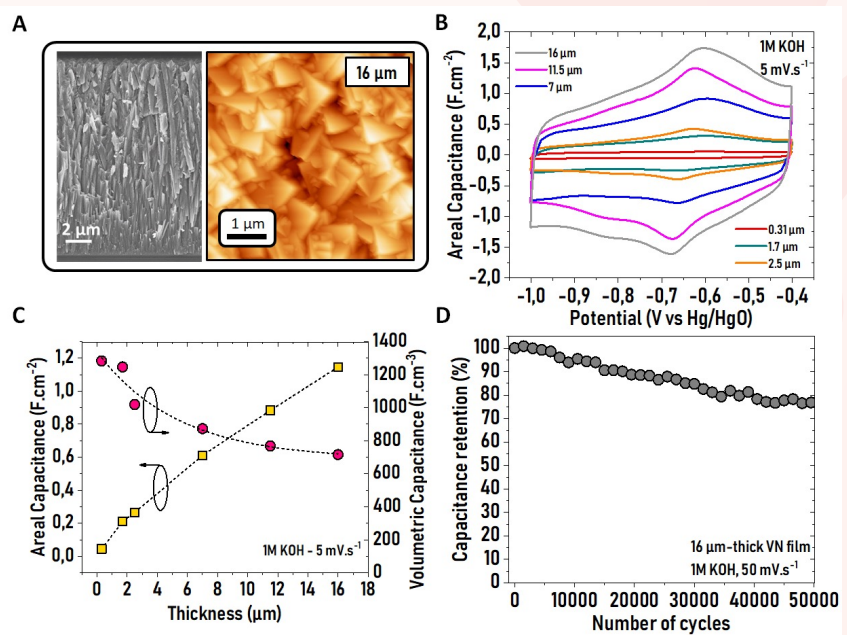 A
16 µm
2 µm
1 µm
B
2,0
1,5
1,0
0,5
0,0
-0,5
-1,0
-1,5
-2,0
Areal Capacitance (F.cm⁻²)
16 µm
11.5 µm
7 µm
1M KOH
5 mV.s⁻¹
0.31 µm
1.7 µm
2.5 µm
-1,0 -0,9 -0,8 -0,7 -0,6 -0,5 -0,4
Potential (V vs Hg/HgO)
C
1,2
1,0
0,8
0,6
0,4
0,2
0,0
Areal Capacitance (F.cm⁻²)
1400
1200
1000
800
600
400
200
0
Volumetric Capacitance (F.cm⁻³)
1M KOH - 5 mV.s⁻¹
0 2 4 6 8 10 12 14 16 18
Thickness (µm)
D
100
90
80
70
60
50
40
30
20
10
0
Capacitance retention (%)
16 µm-thick VN film
1M KOH, 50 mV.s⁻¹
0 10000 20000 30000 40000 50000
Number of cycles